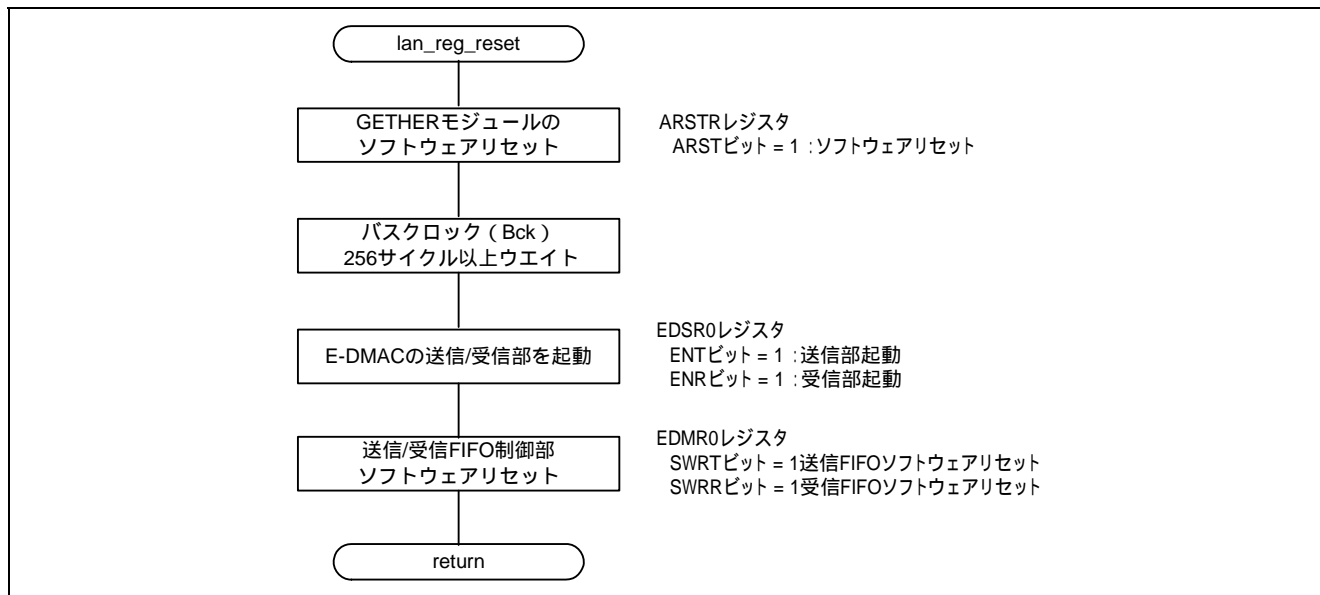 lan_reg_reset
GETHERモジュールの
ソフトウェアリセット
ARSTRレジスタ
ARSTビット = 1 : ソフトウェアリセット
バスクロック ( Bck )
256サイクル以上ウエイト
E-DMACの送信/受信部を起動
EDSR0レジスタ
ENTビット = 1 : 送信部起動
ENRビット = 1 : 受信部起動
送信/受信FIFO制御部
ソフトウェアリセット
EDMR0レジスタ
SWRTビット = 1送信FIFOソフトウェアリセット
SWRRビット = 1受信FIFOソフトウェアリセット
return